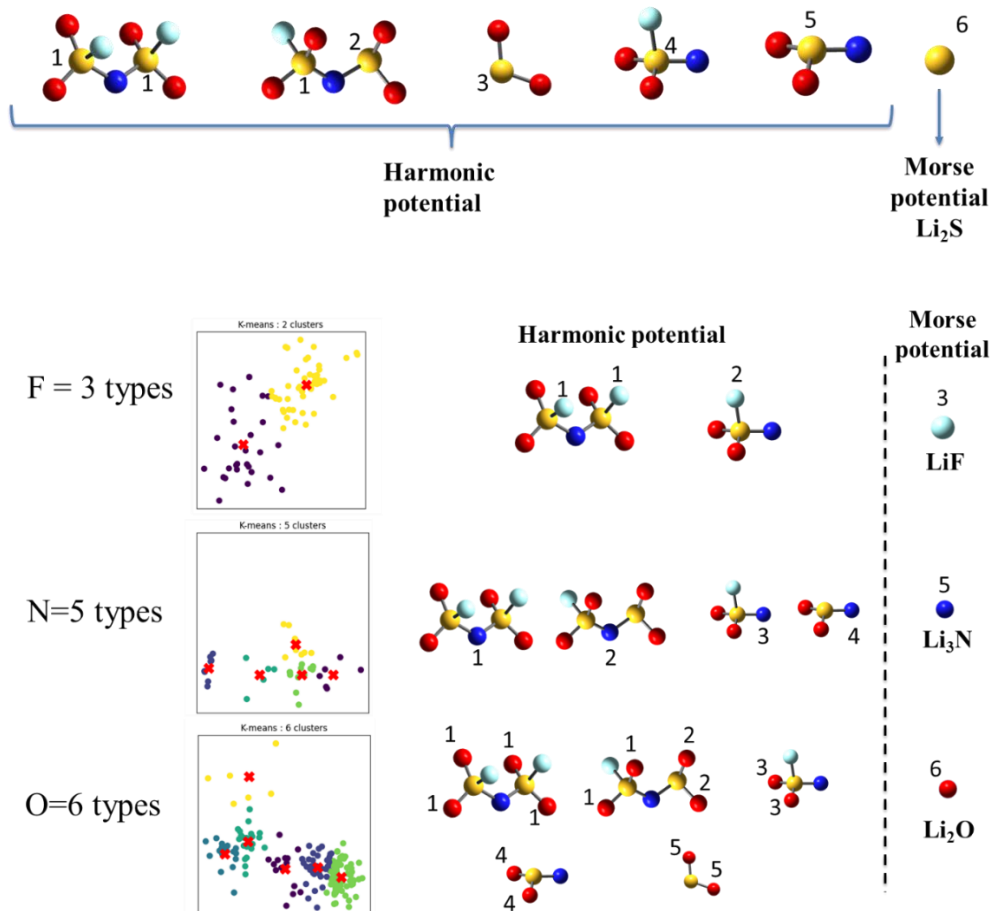 1
1
1
2
3
4
5
6
Harmonic
potential
Morse
potential
Li₂S
K-means : 2 clusters
Harmonic potential
Morse
potential
F = 3 types
1
1
2
3
LiF
K-means : 5 clusters
N=5 types
1
2
3
4
5
Li₃N
K-means : 6 clusters
O=6 types
1
1
1
1
1
1
2
2
3
3
6
Li₂O
4
4
5
5